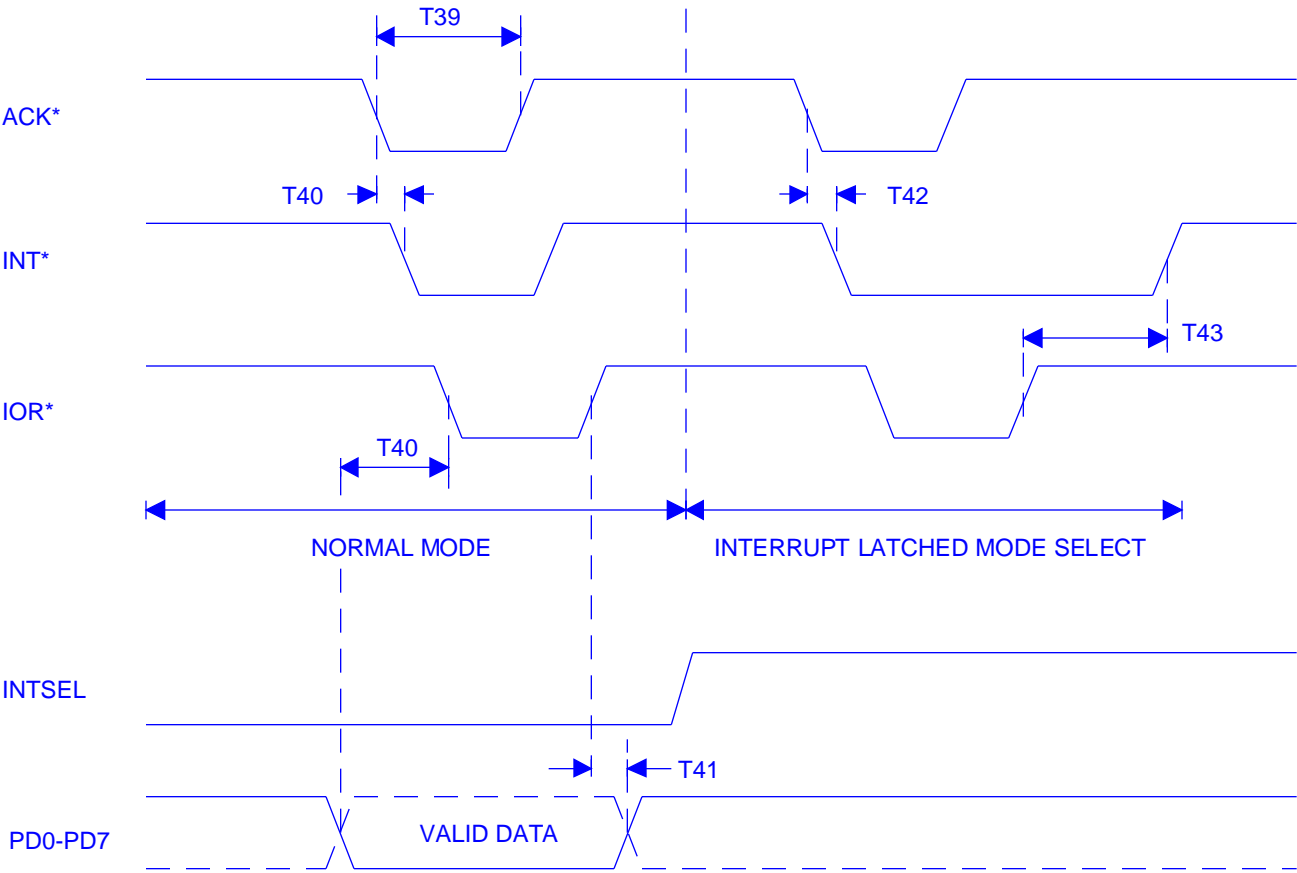 T39
ACK*
T40
T42
INT*
T43
IOR*
T40
NORMAL MODE
INTERRUPT LATCHED MODE SELECT
INTSEL
T41
PD0-PD7
VALID DATA